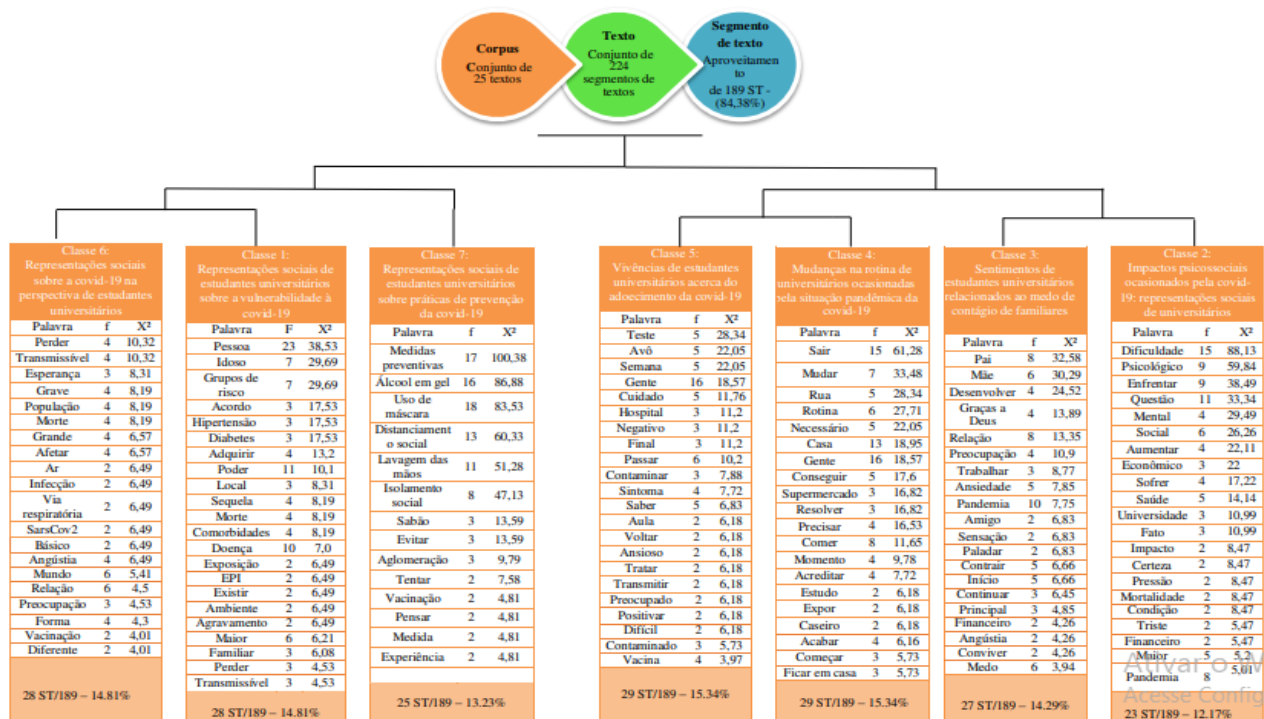 Corpus
Conjunto de
25 textos
Texto
Conjunto de
224
segmentos de
textos
Segmento
de texto
Aproveitamen
to
de 189 ST -
(84,38%)
Classe 6:
Representações sociais
sobre a covid-19 na
perspectiva de estudantes
universitários
Palavra f X²
Perder 4 10,32
Transmissível 4 10,32
Esperança 3 8,31
Grave 4 8,19
População 4 8,19
Morte 4 8,19
Grande 4 6,57
Afetar 4 6,57
Ar 2 6,49
Infecção 2 6,49
Via
respiratória 2 6,49
SarsCov2 2 6,49
Básico 2 6,49
Angústia 4 6,49
Mundo 6 5,41
Relação 6 4,5
Preocupação 3 4,53
Forma 4 4,3
Vacinação 2 4,01
Diferente 2 4,01
28 ST/189 – 14.81%
Classe 1:
Representações sociais de
estudantes universitários
sobre a vulnerabilidade à
covid-19
Palavra F X²
Pessoa 23 38,53
Idoso 7 29,69
Grupos de
risco 7 29,69
Acordo 3 17,53
Hipertensão 3 17,53
Diabetes 3 17,53
Adquirir 4 13,2
Poder 11 10,1
Local 3 8,31
Sequela 4 8,19
Morte 4 8,19
Comorbidades 4 8,19
Doença 10 7,0
Exposição 2 6,49
EPI 2 6,49
Existir 2 6,49
Ambiente 2 6,49
Agravamento 2 6,49
Maior 6 6,21
Familiar 3 6,08
Perder 3 4,53
Transmissível 3 4,53
28 ST/189 – 14.81%
Classe 7:
Representações sociais
de estudantes universitários
sobre práticas de prevenção
da covid-19
Palavra f X²
Medidas
preventivas 17 100,38
Álcool em gel 16 86,88
Uso de
máscara 18 83,53
Distanciament
o social 13 60,33
Lavagem das
mãos 11 51,28
Isolamento
social 8 47,13
Sabão 3 13,59
Evitar 3 13,59
Aglomeração 3 9,79
Tentar 2 7,58
Vacinação 2 4,81
Pensar 2 4,81
Medida 2 4,81
Experiência 2 4,81
25 ST/189 – 13.23%
Classe 5:
Vivências de estudantes
universitários acerca do
adoecimento da covid-19
Palavra f X²
Teste 5 28,34
Avô 5 22,05
Semana 5 22,05
Gente 16 18,57
Cuidado 5 11,76
Hospital 3 11,2
Negativo 3 11,2
Final 3 11,2
Passar 6 10,2
Contaminar 3 7,88
Sintoma 4 7,72
Saber 5 6,83
Aula 2 6,18
Voltar 2 6,18
Ansioso 2 6,18
Tratar 2 6,18
Transmitir 2 6,18
Preocupado 2 6,18
Positivar 2 6,18
Difícil 2 6,18
Contaminado 3 5,73
Vacina 4 3,97
29 ST/189 – 15.34%
Classe 4:
Mudanças na rotina de
universitários ocasionadas
pela situação pandêmica da
covid-19
Palavra f X²
Sair 15 61,28
Mudar 7 33,48
Rua 5 28,34
Rotina 6 27,71
Necessário 5 22,05
Casa 13 18,95
Gente 16 18,57
Conseguir 5 17,6
Supermercado 3 16,82
Resolver 3 16,82
Precisar 4 16,53
Comer 8 11,65
Momento 4 9,78
Acreditar 4 7,72
Estudo 2 6,18
Expor 2 6,18
Caseiro 2 6,18
Acabar 4 6,16
Começar 3 5,73
Ficar em casa 3 5,73
29 ST/189 – 15.34%
Classe 3:
Sentimentos de
estudantes universitários
relacionados ao medo de
contágio de familiares
Palavra f X²
Pai 8 32,58
Mãe 6 30,29
Desenvolver 4 24,52
Graças a
Deus 4 13,89
Relação 8 13,35
Preocupação 4 10,9
Trabalhar 3 8,77
Ansiedade 5 7,85
Pandemia 10 7,75
Amigo 2 6,83
Sensação 2 6,83
Paladar 2 6,83
Contrair 5 6,66
Início 5 6,66
Continuar 3 6,45
Principal 3 4,85
Financeiro 2 4,26
Angústia 2 4,26
Conviver 2 4,26
Medo 6 3,94
27 ST/189 – 14.29%
Classe 2:
Impactos psicossociais
ocasionados pela covid-
19: representações sociais
de universitários
Palavra f X²
Dificuldade 15 88,13
Psicológico 9 59,84
Enfrentar 9 38,49
Questão 11 33,34
Mental 4 29,49
Social 6 26,26
Aumentar 4 22,11
Econômico 3 22
Sofrer 4 17,22
Saúde 5 14,14
Universidade 3 10,99
Fato 3 10,99
Impacto 2 8,47
Certeza 2 8,47
Pressão 2 8,47
Mortalidade 2 8,47
Condição 2 8,47
Triste 2 5,47
Financeiro 2 5,47
Maior 5 5,2
Pandemia 8 5,01
23 ST/189 – 12.17%
Ativar o W
Acesse Config